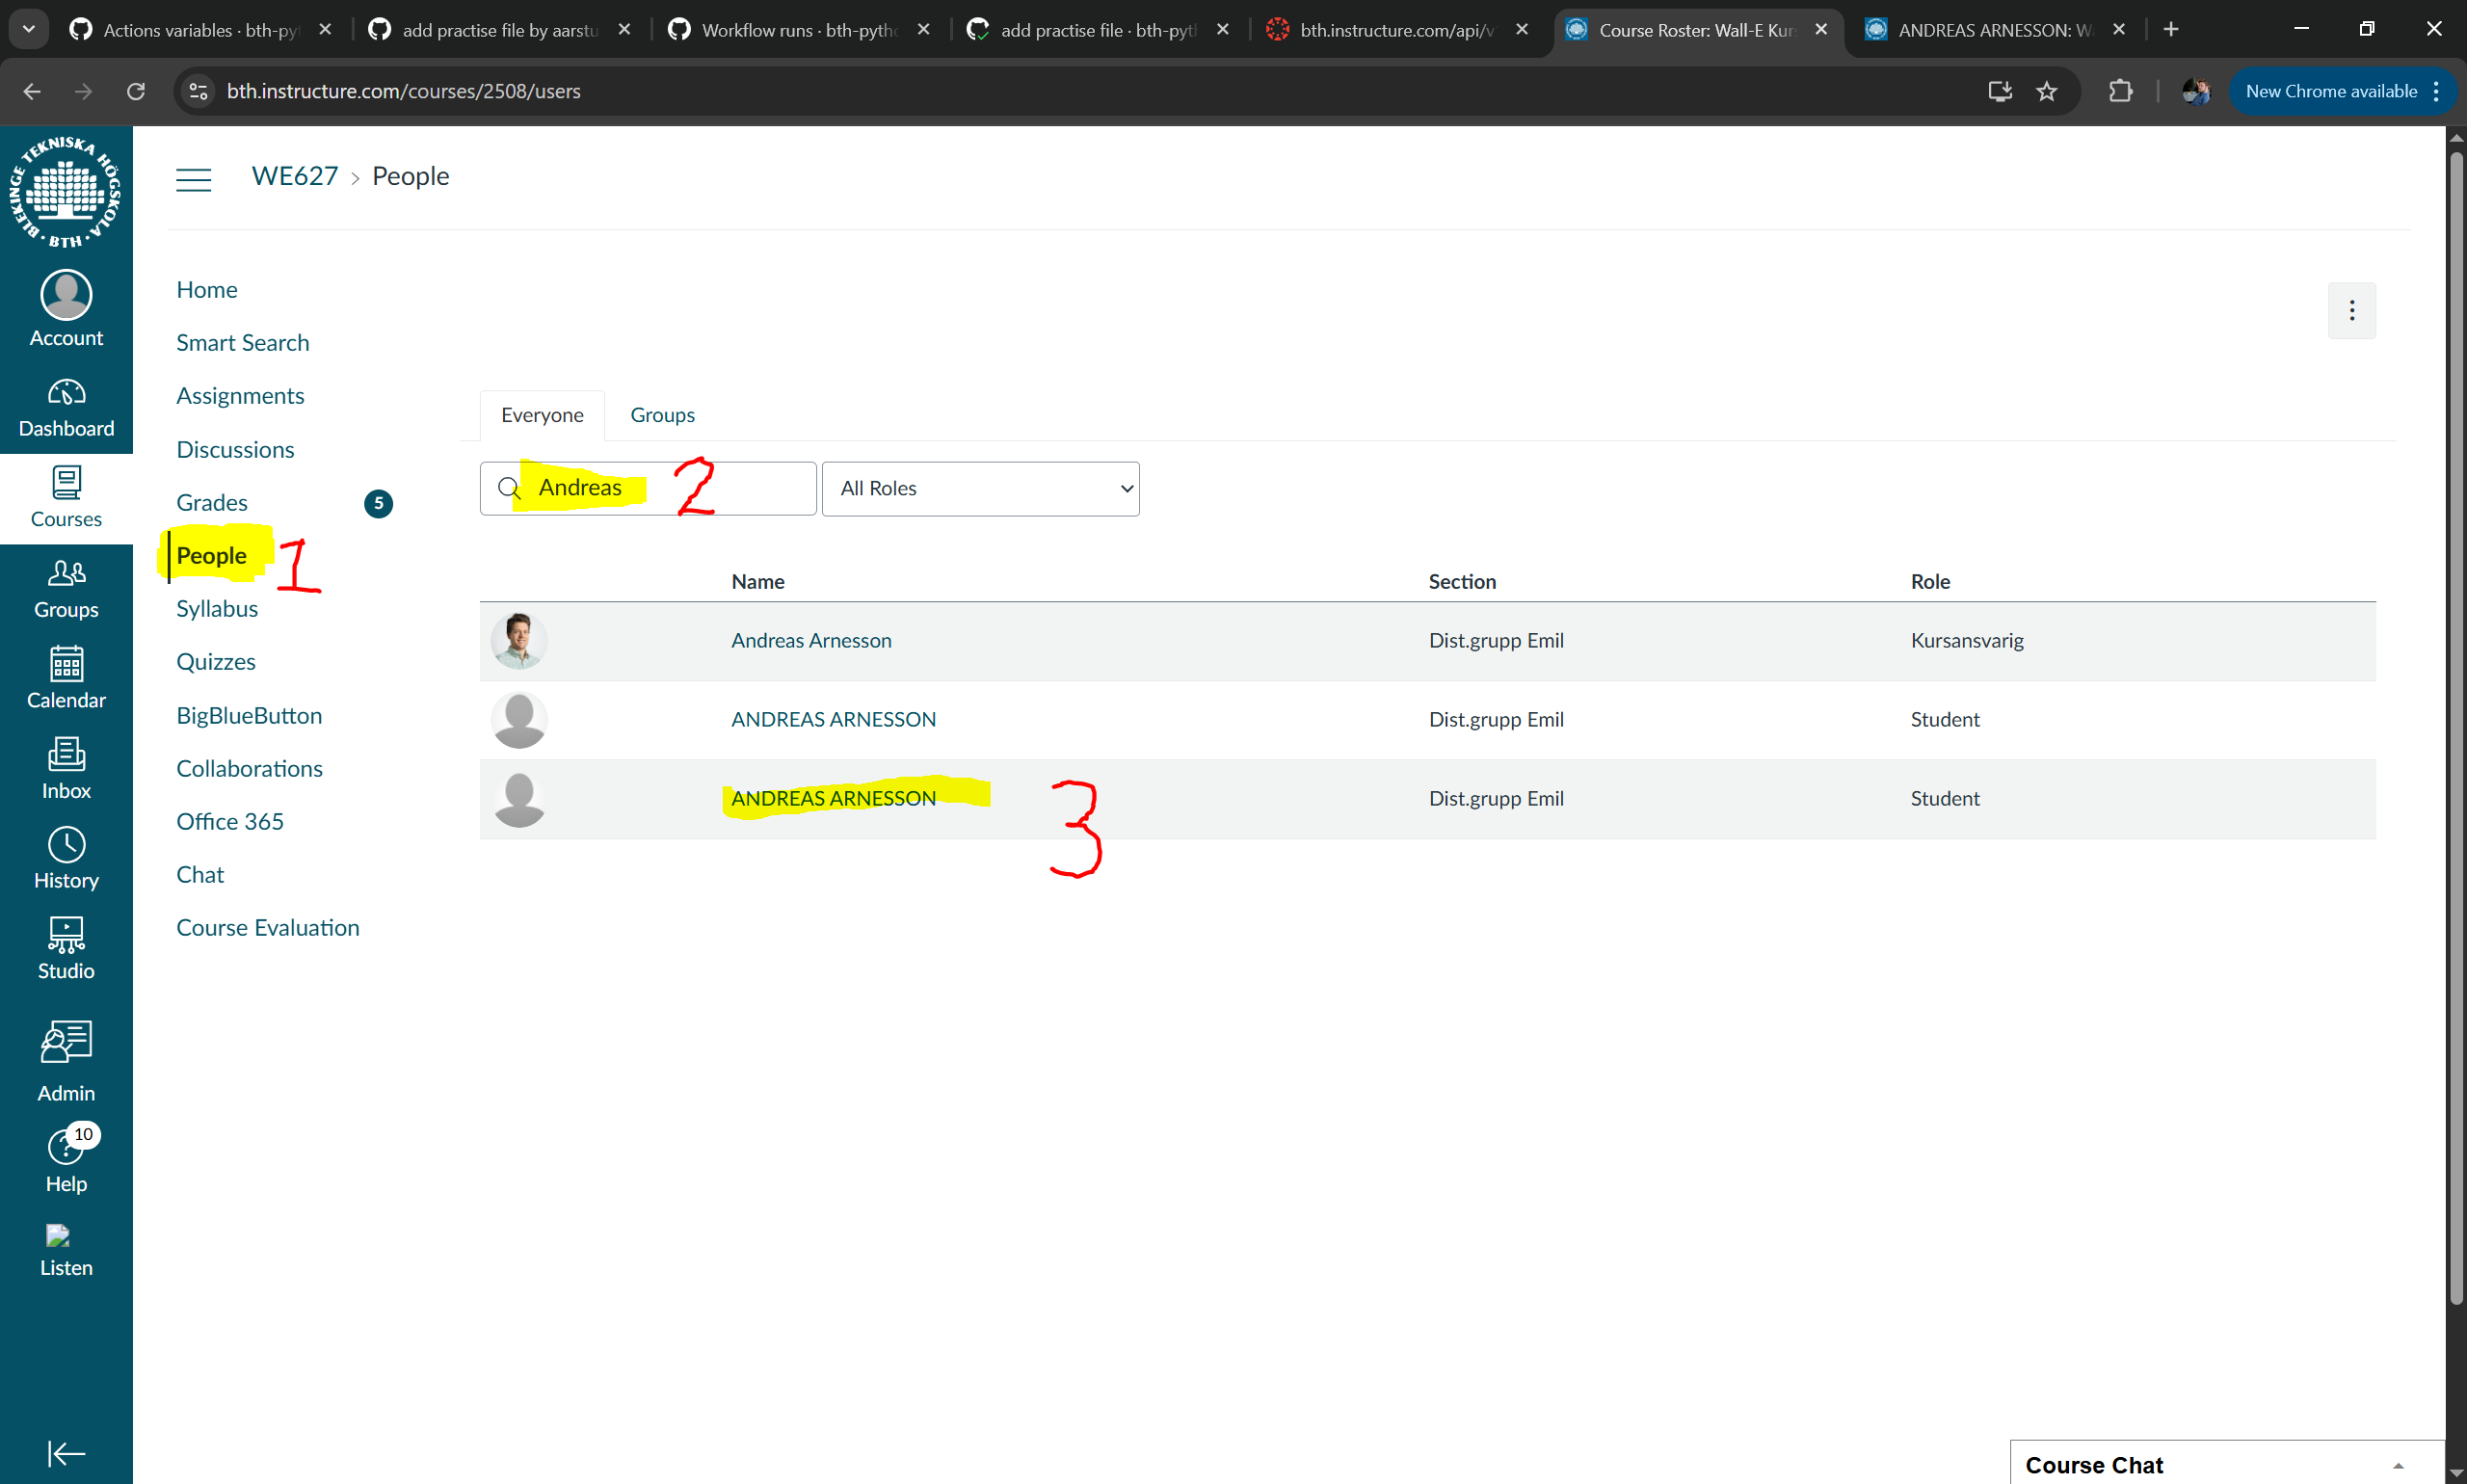 Actions variables · bth-pyt
add practise file by aarstu
Workflow runs · bth-pytho
add practise file · bth-pyth
bth.instructure.com/api/v
Course Roster: Wall-E Kur
ANDREAS ARNESSON: W
bth.instructure.com/courses/2508/users
New Chrome available
BLEKINGE TEKNISKA HÖGSKOLA · BTH ·
WE627 > People
Account
Dashboard
Courses
Groups
Calendar
Inbox
History
Studio
Admin
10
Help
Listen
Home
Smart Search
Assignments
Discussions
Grades 5
People 1
Syllabus
Quizzes
BigBlueButton
Collaborations
Office 365
Chat
Course Evaluation
Everyone Groups
Andreas 2 All Roles
Name Section Role
Andreas Arnesson Dist.grupp Emil Kursansvarig
ANDREAS ARNESSON Dist.grupp Emil Student
ANDREAS ARNESSON 3 Dist.grupp Emil Student
Course Chat